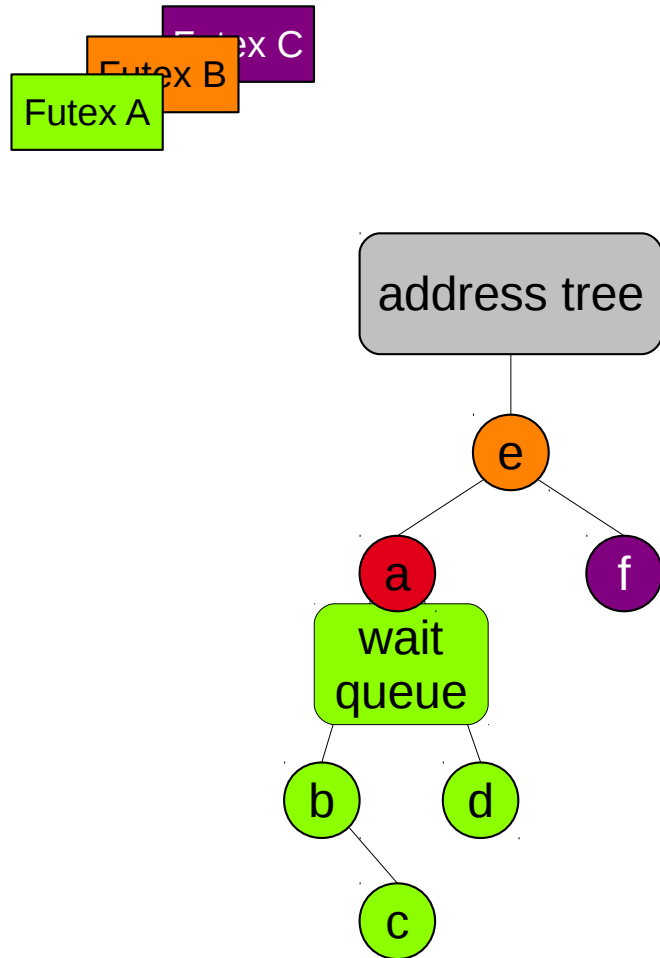 Futex C
Futex B
Futex A
address tree
e
a
f
wait
queue
b
d
c